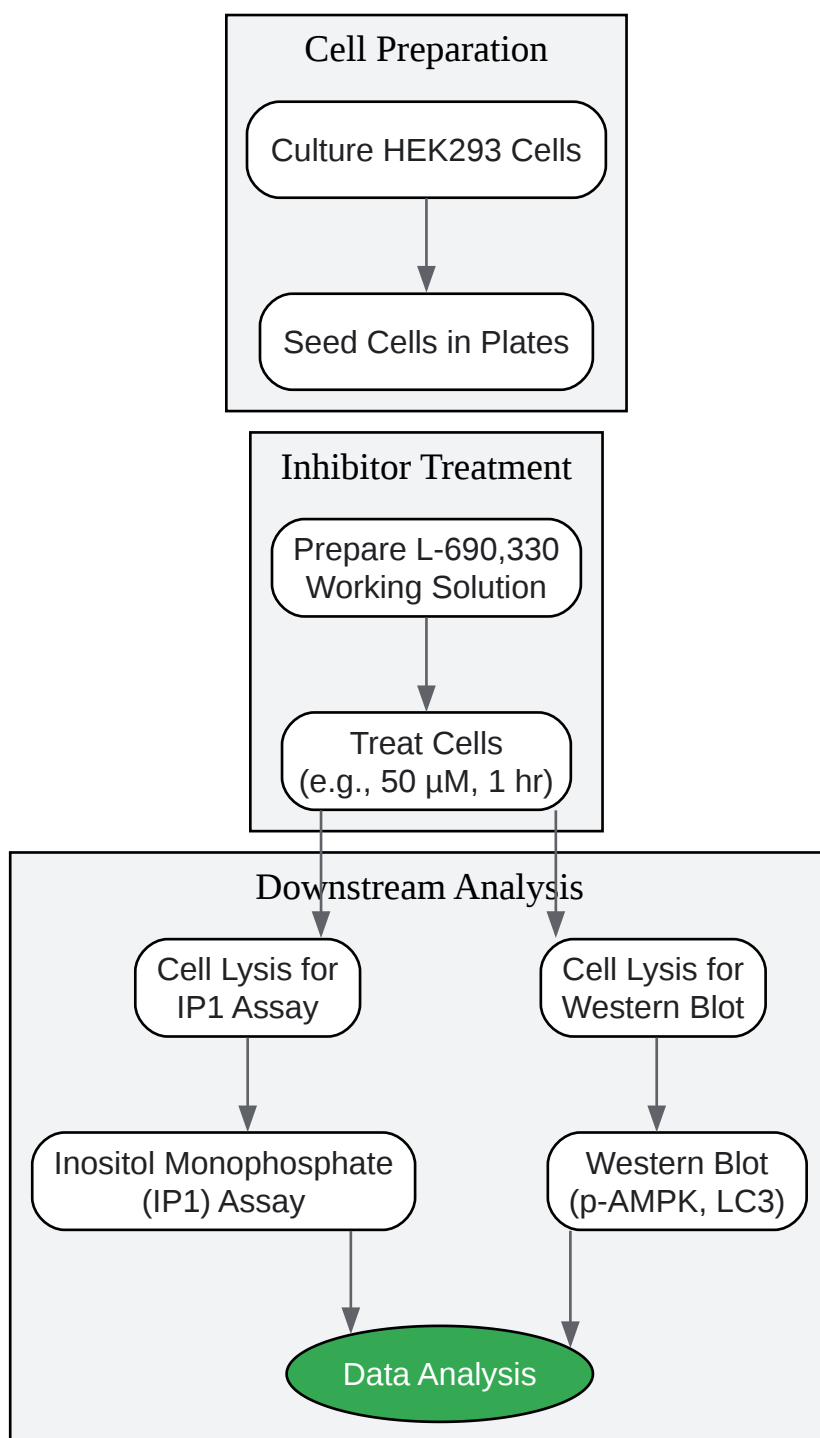 Cell Preparation
Culture HEK293 Cells
Seed Cells in Plates
Inhibitor Treatment
Prepare L-690,330
Working Solution
Treat Cells
(e.g., 50 µM, 1 hr)
Downstream Analysis
Cell Lysis for
IP1 Assay
Cell Lysis for
Western Blot
Inositol Monophosphate
(IP1) Assay
Western Blot
(p-AMPK, LC3)
Data Analysis